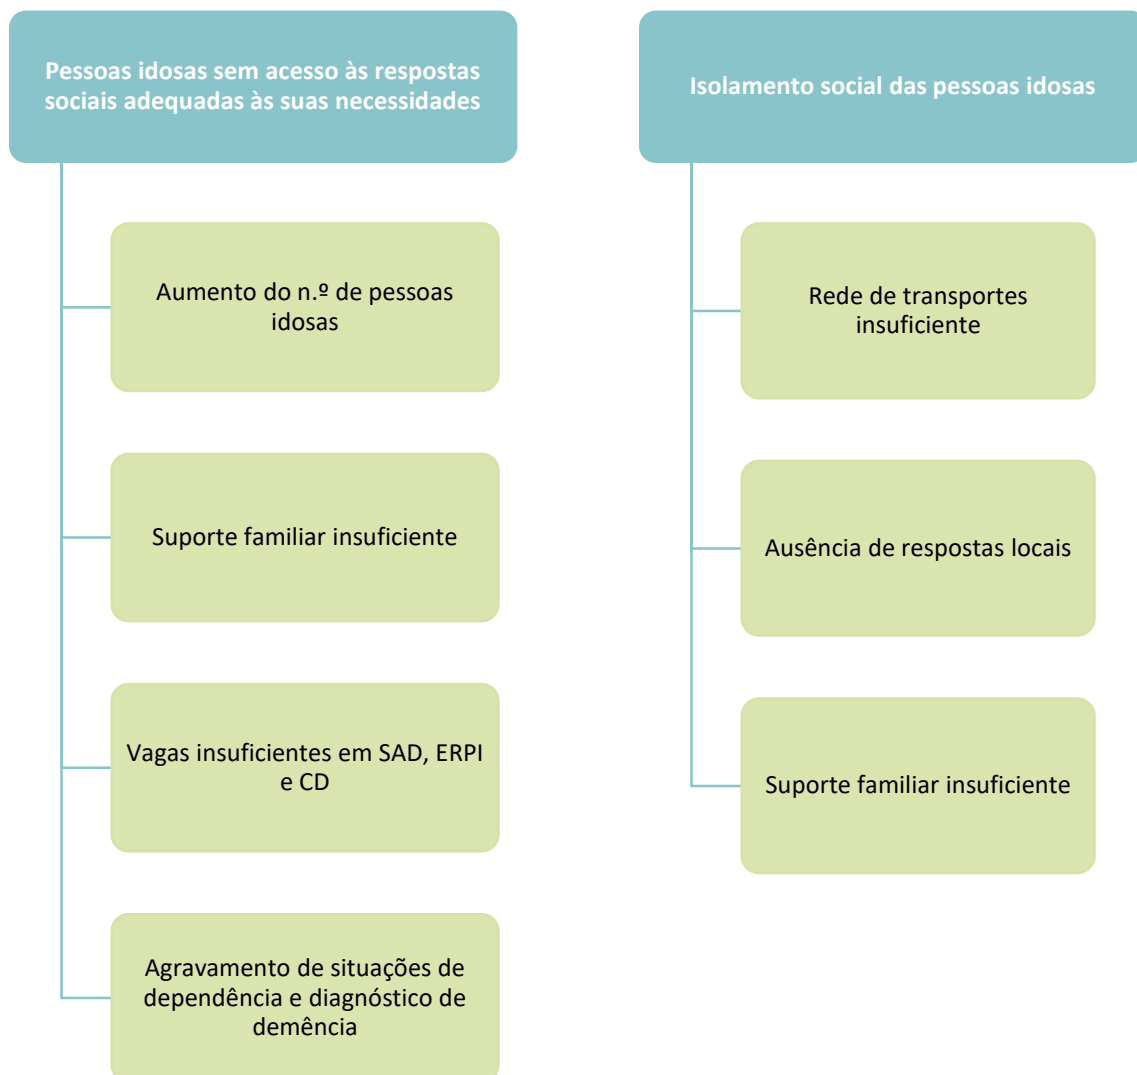 Pessoas idosas sem acesso às respostas
sociais adequadas às suas necessidades
Aumento do n.º de pessoas
idosas
Suporte familiar insuficiente
Vagas insuficientes em SAD, ERPI
e CD
Agravamento de situações de
dependência e diagnóstico de
demência
Isolamento social das pessoas idosas
Rede de transportes
insuficiente
Ausência de respostas locais
Suporte familiar insuficiente